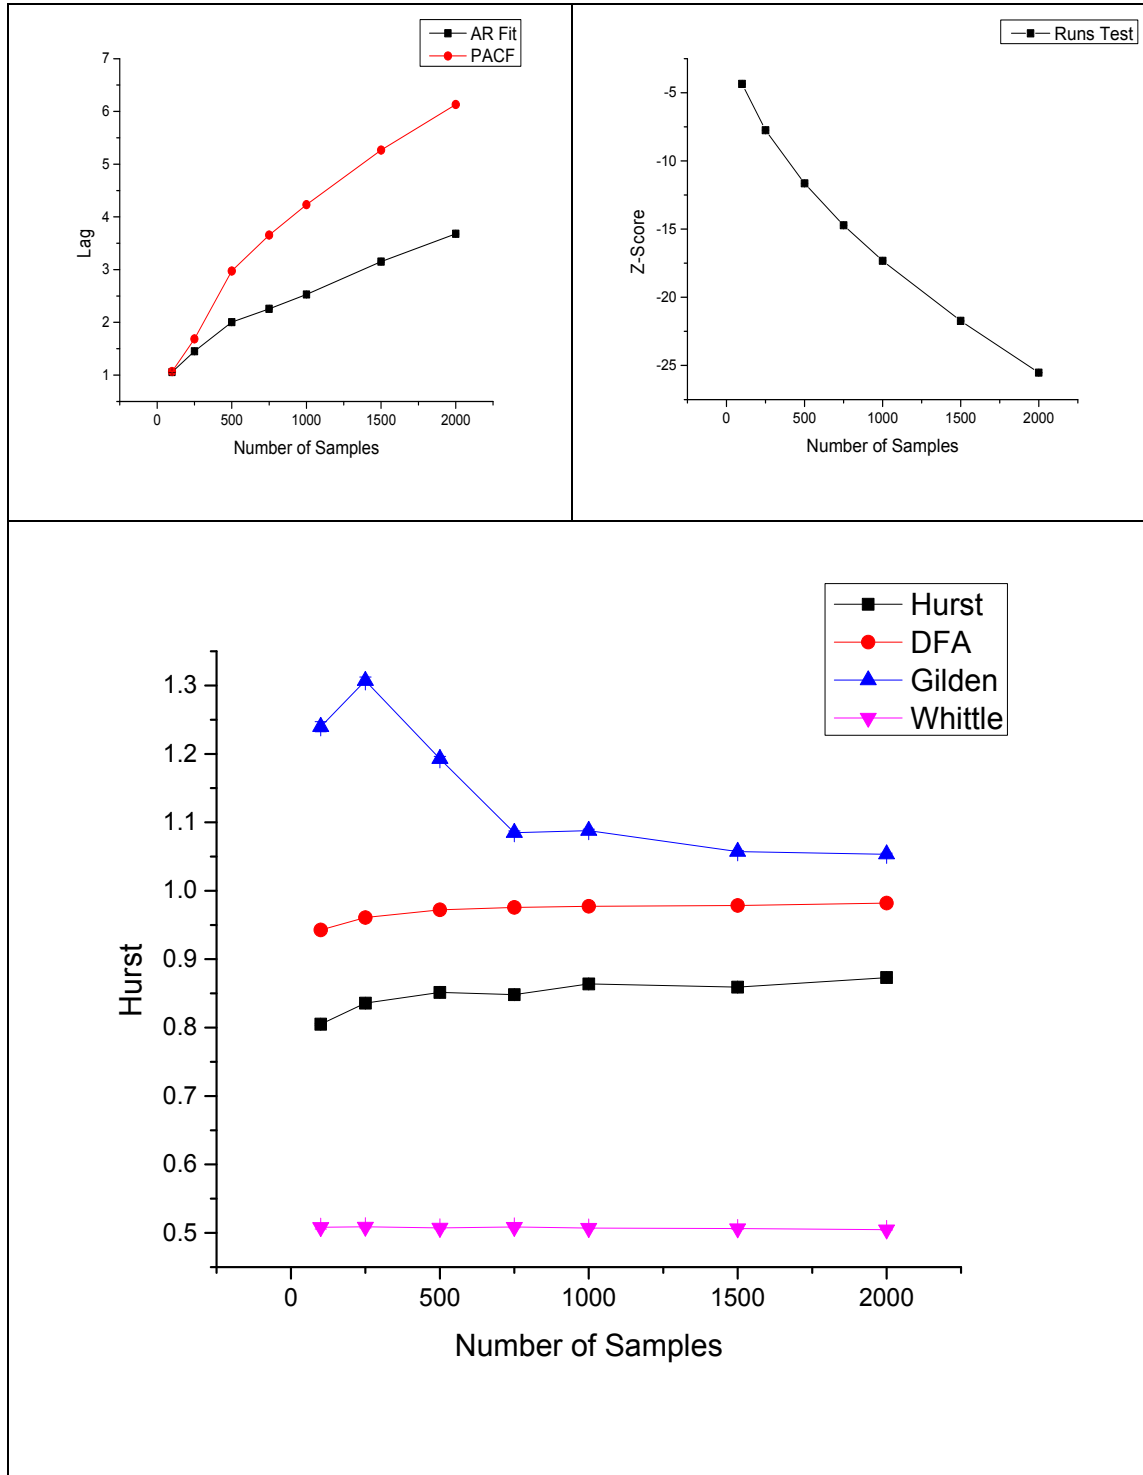 AR Fit
PACF
7
6
5
4
3
2
1
Lag
0 500 1000 1500 2000
Number of Samples
Runs Test
-5
-10
-15
-20
-25
Z-Score
0 500 1000 1500 2000
Number of Samples
Hurst
DFA
Gilden
Whittle
1.3
1.2
1.1
1.0
0.9
0.8
0.7
0.6
0.5
Hurst
0 500 1000 1500 2000
Number of Samples